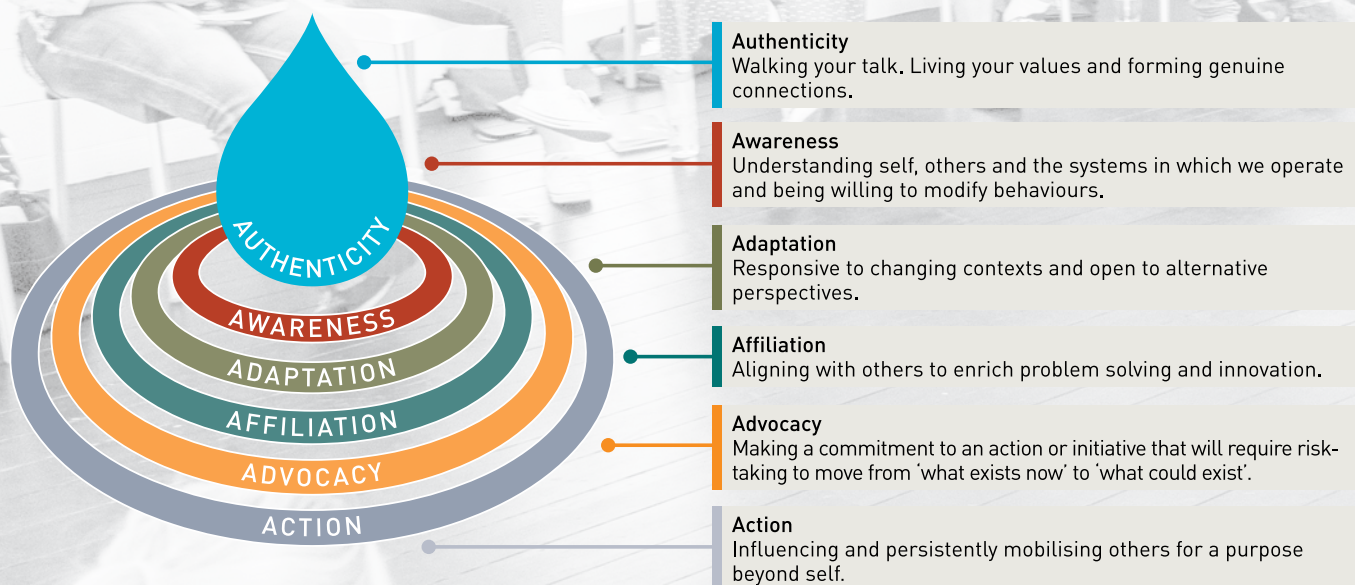 AUTHENTICITY
AWARENESS
ADAPTATION
AFFILIATION
ADVOCACY
ACTION
Authenticity
Walking your talk. Living your values and forming genuine
connections.
Awareness
Understanding self, others and the systems in which we operate
and being willing to modify behaviours.
Adaptation
Responsive to changing contexts and open to alternative
perspectives.
Affiliation
Aligning with others to enrich problem solving and innovation.
Advocacy
Making a commitment to an action or initiative that will require risk-
taking to move from ‘what exists now’ to ‘what could exist’.
Action
Influencing and persistently mobilising others for a purpose
beyond self.